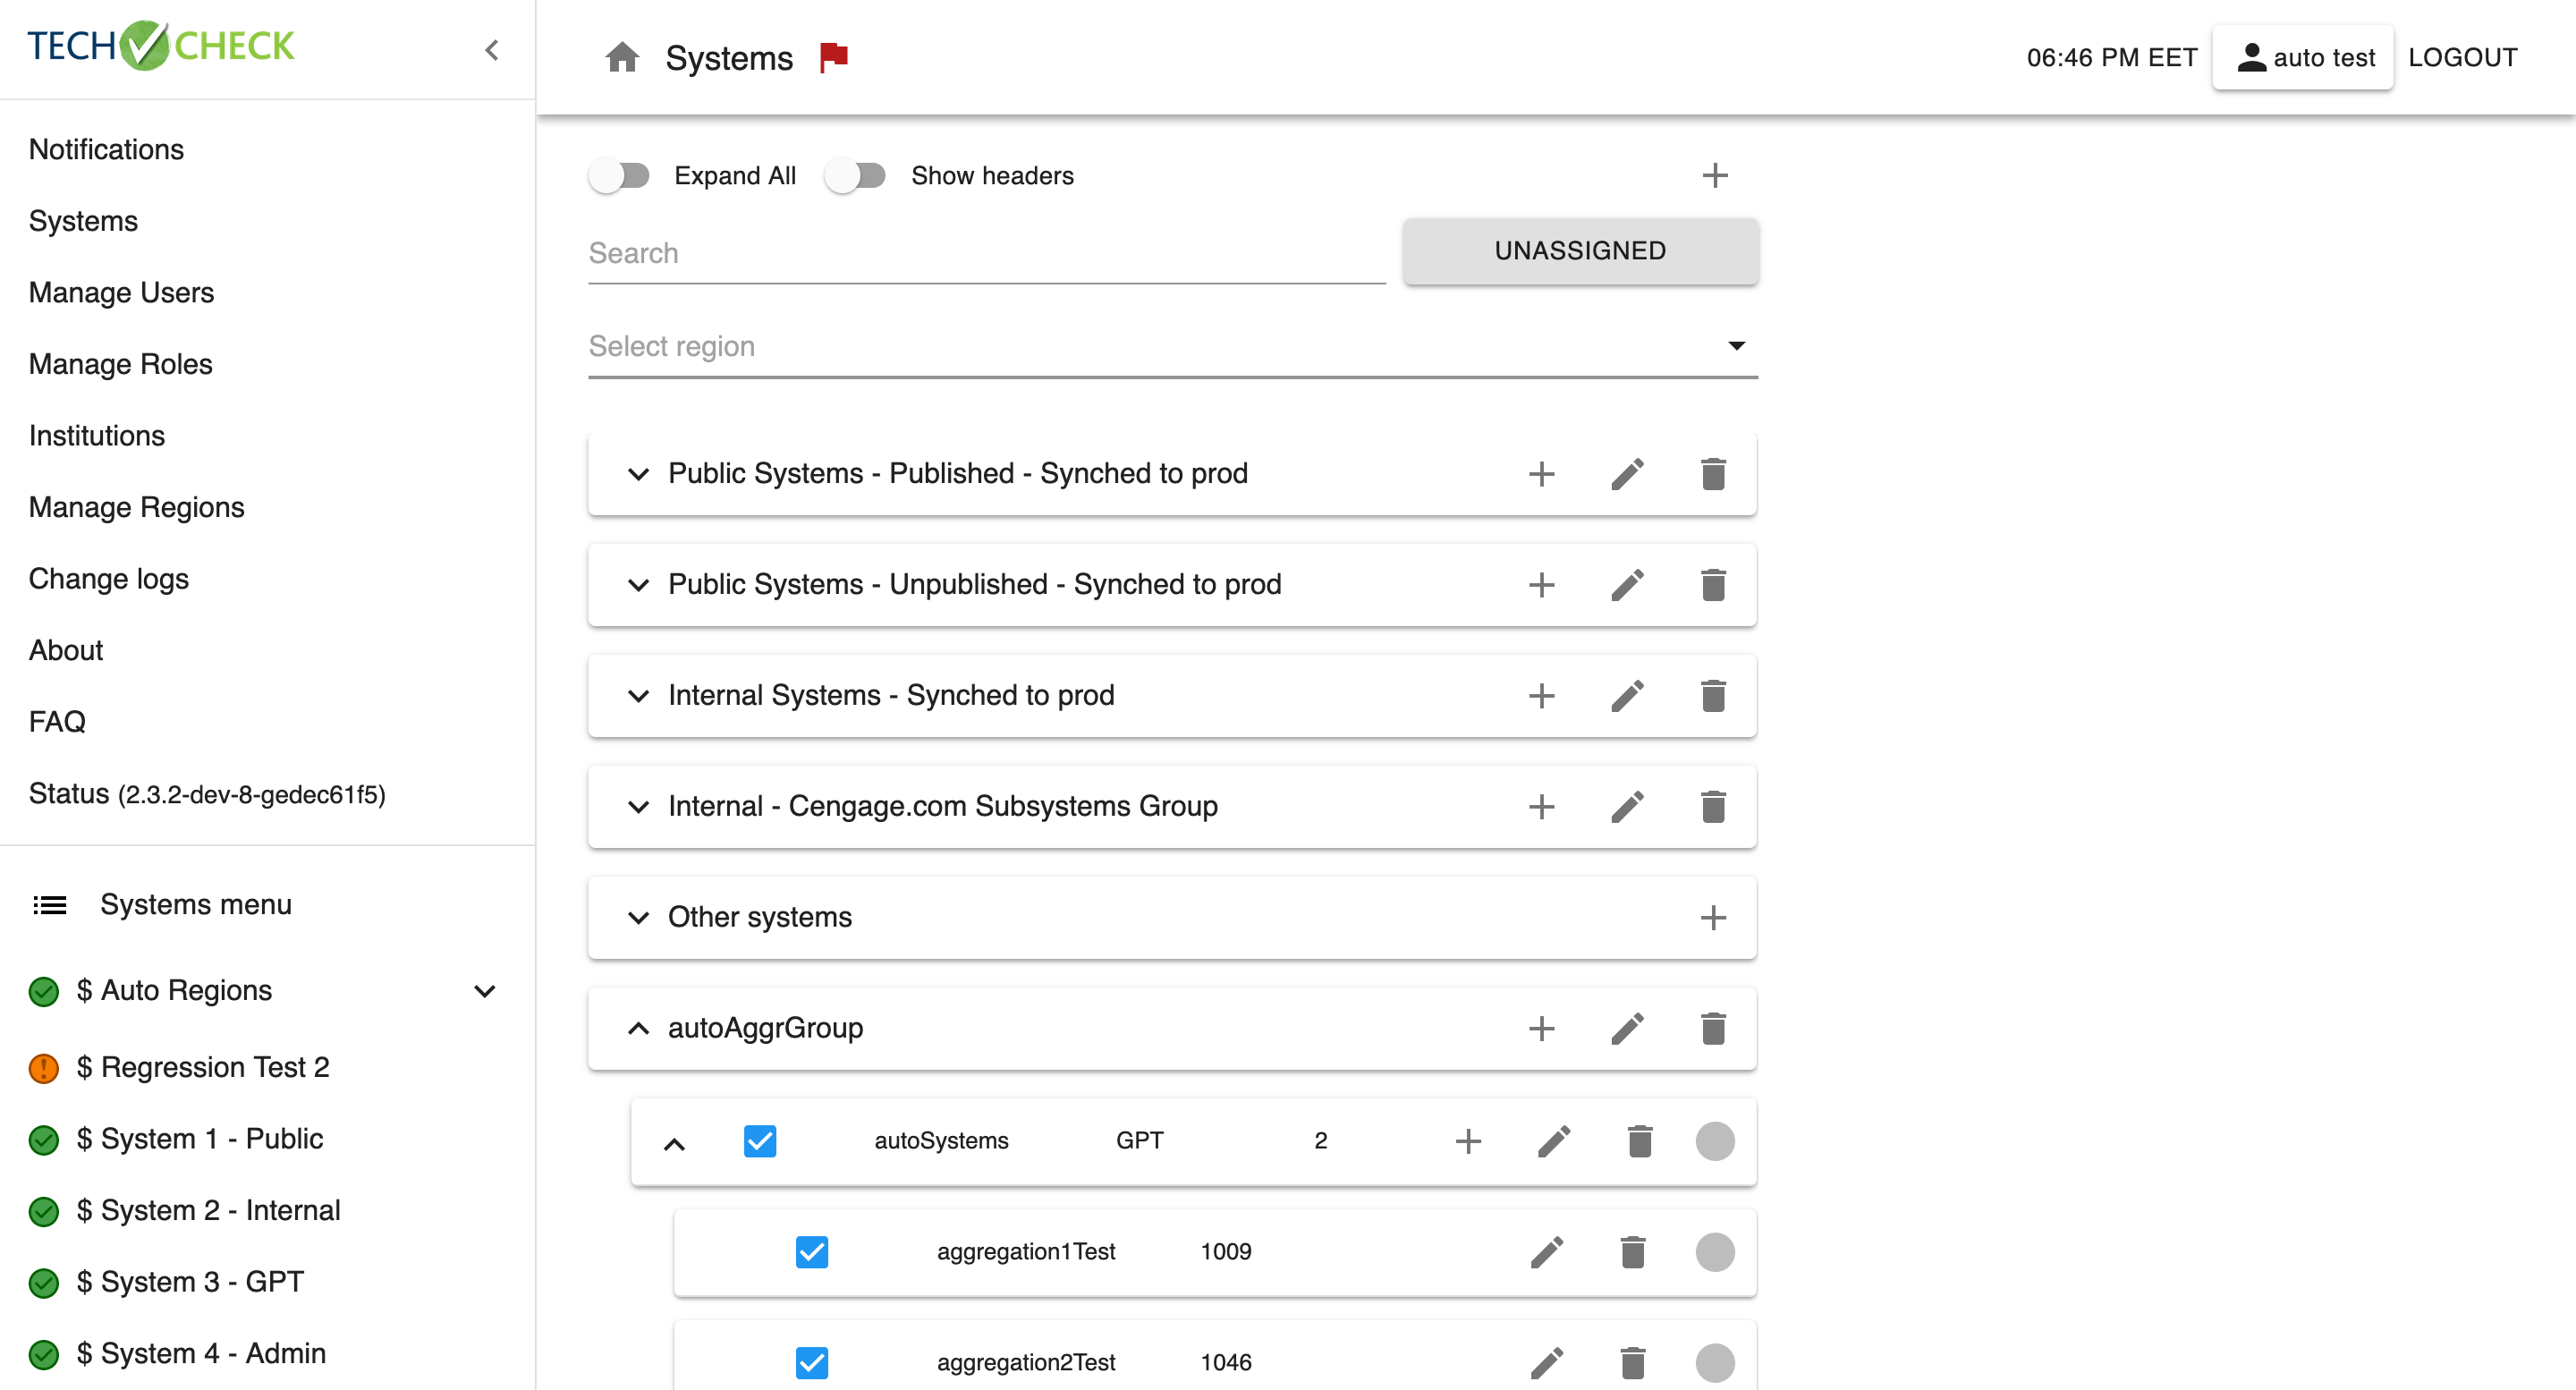 TECH CHECK
Systems
06:46 PM EET
auto test
LOGOUT
Notifications
Systems
Manage Users
Manage Roles
Institutions
Manage Regions
Change logs
About
FAQ
Status (2.3.2-dev-8-gedec61f5)
Systems menu
$ Auto Regions
$ Regression Test 2
$ System 1 - Public
$ System 2 - Internal
$ System 3 - GPT
$ System 4 - Admin
Expand All
Show headers
Search
UNASSIGNED
Select region
Public Systems - Published - Synched to prod
Public Systems - Unpublished - Synched to prod
Internal Systems - Synched to prod
Internal - Cengage.com Subsystems Group
Other systems
autoAggrGroup
autoSystems GPT 2
aggregation1Test 1009
aggregation2Test 1046